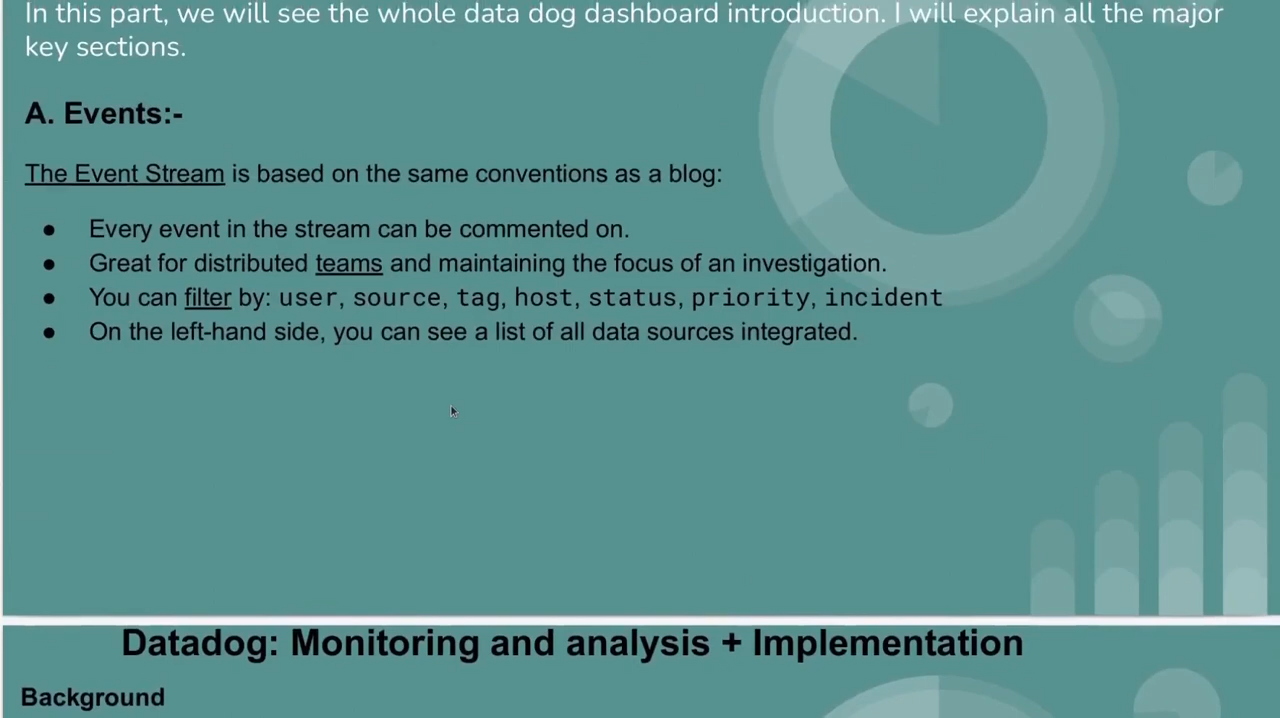 In this part, we will see the whole data dog dashboard introduction. I will explain all the major
key sections.
A. Events:-
The Event Stream is based on the same conventions as a blog:
● Every event in the stream can be commented on.
● Great for distributed teams and maintaining the focus of an investigation.
● You can filter by: user, source, tag, host, status, priority, incident
● On the left-hand side, you can see a list of all data sources integrated.
Datadog: Monitoring and analysis + Implementation
Background